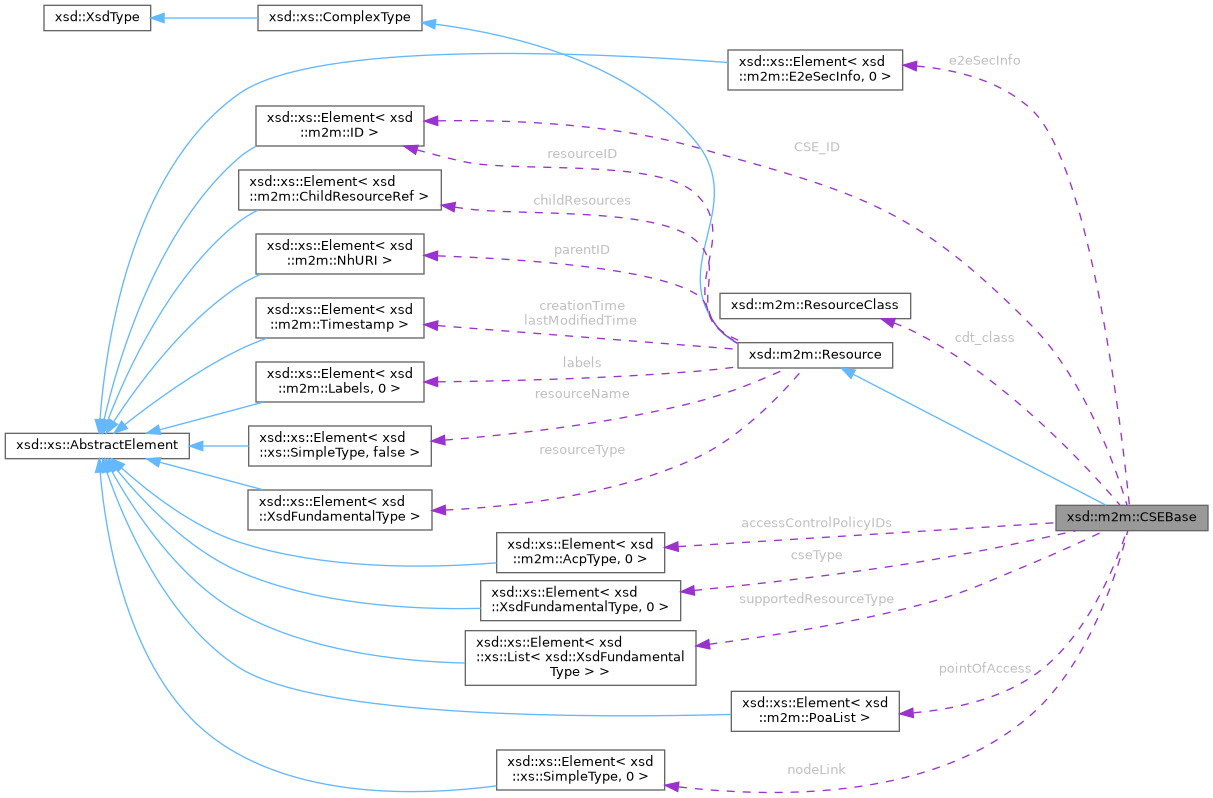 xsd::XsdType
xsd::xs::ComplexType
xsd::xs::Element< xsd
::m2m::E2eSecInfo, 0 >
e2eSecInfo
xsd::xs::Element< xsd
::m2m::ID >
CSE_ID
resourceID
xsd::xs::Element< xsd
::m2m::ChildResourceRef >
childResources
xsd::xs::Element< xsd
::m2m::NhURI >
parentID
xsd::xs::Element< xsd
::m2m::Timestamp >
creationTime
lastModifiedTime
xsd::m2m::ResourceClass
cdt_class
xsd::m2m::Resource
xsd::xs::Element< xsd
::m2m::Labels, 0 >
labels
resourceName
xsd::xs::AbstractElement
xsd::xs::Element< xsd
::xs::SimpleType, false >
resourceType
xsd::xs::Element< xsd
::XsdFundamentalType >
xsd::m2m::CSEBase
accessControlPolicyIDs
xsd::xs::Element< xsd
::m2m::AcpType, 0 >
cseType
xsd::xs::Element< xsd
::XsdFundamentalType, 0 >
supportedResourceType
xsd::xs::Element< xsd
::xs::List< xsd::XsdFundamental
Type > >
pointOfAccess
xsd::xs::Element< xsd
::m2m::PoaList >
xsd::xs::Element< xsd
::xs::SimpleType, 0 >
nodeLink